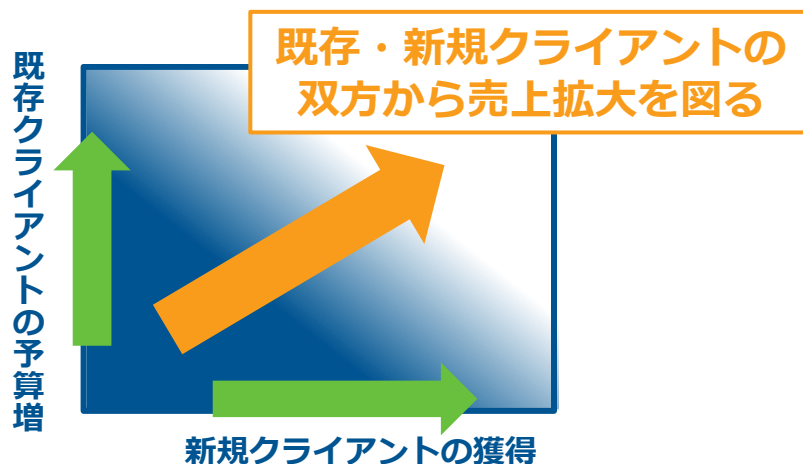 既存・新規クライアントの
双方から売上拡大を図る
既存クライアントの予算増
新規クライアントの獲得